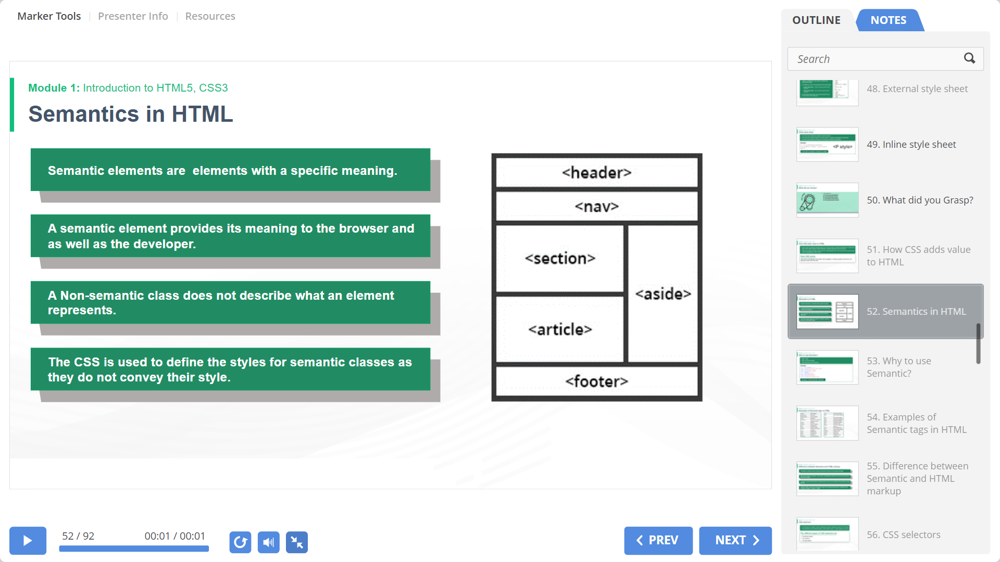 Marker Tools
Presenter Info
Resources
OUTLINE
NOTES
Search
Module 1: Introduction to HTML5, CSS3
Semantics in HTML
Semantic elements are  elements with a specific meaning.
A semantic element provides its meaning to the browser and
as well as the developer.
A Non-semantic class does not describe what an element
represents.
The CSS is used to define the styles for semantic classes as
they do not convey their style.
<header>
<nav>
<section>
<aside>
<article>
<footer>
48. External style sheet
<P style>
49. Inline style sheet
50. What did you Grasp?
51. How CSS adds value
to HTML
52. Semantics in HTML
53. Why to use
Semantic?
54. Examples of
Semantic tags in HTML
55. Difference between
Semantic and HTML
markup
56. CSS selectors
52 / 92
00:01 / 00:01
PREV
NEXT